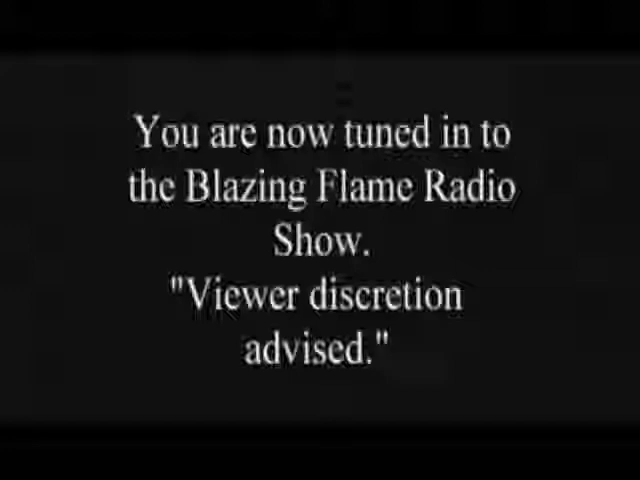 You are now tuned in to
the Blazing Flame Radio
Show.
"Viewer discretion
advised."